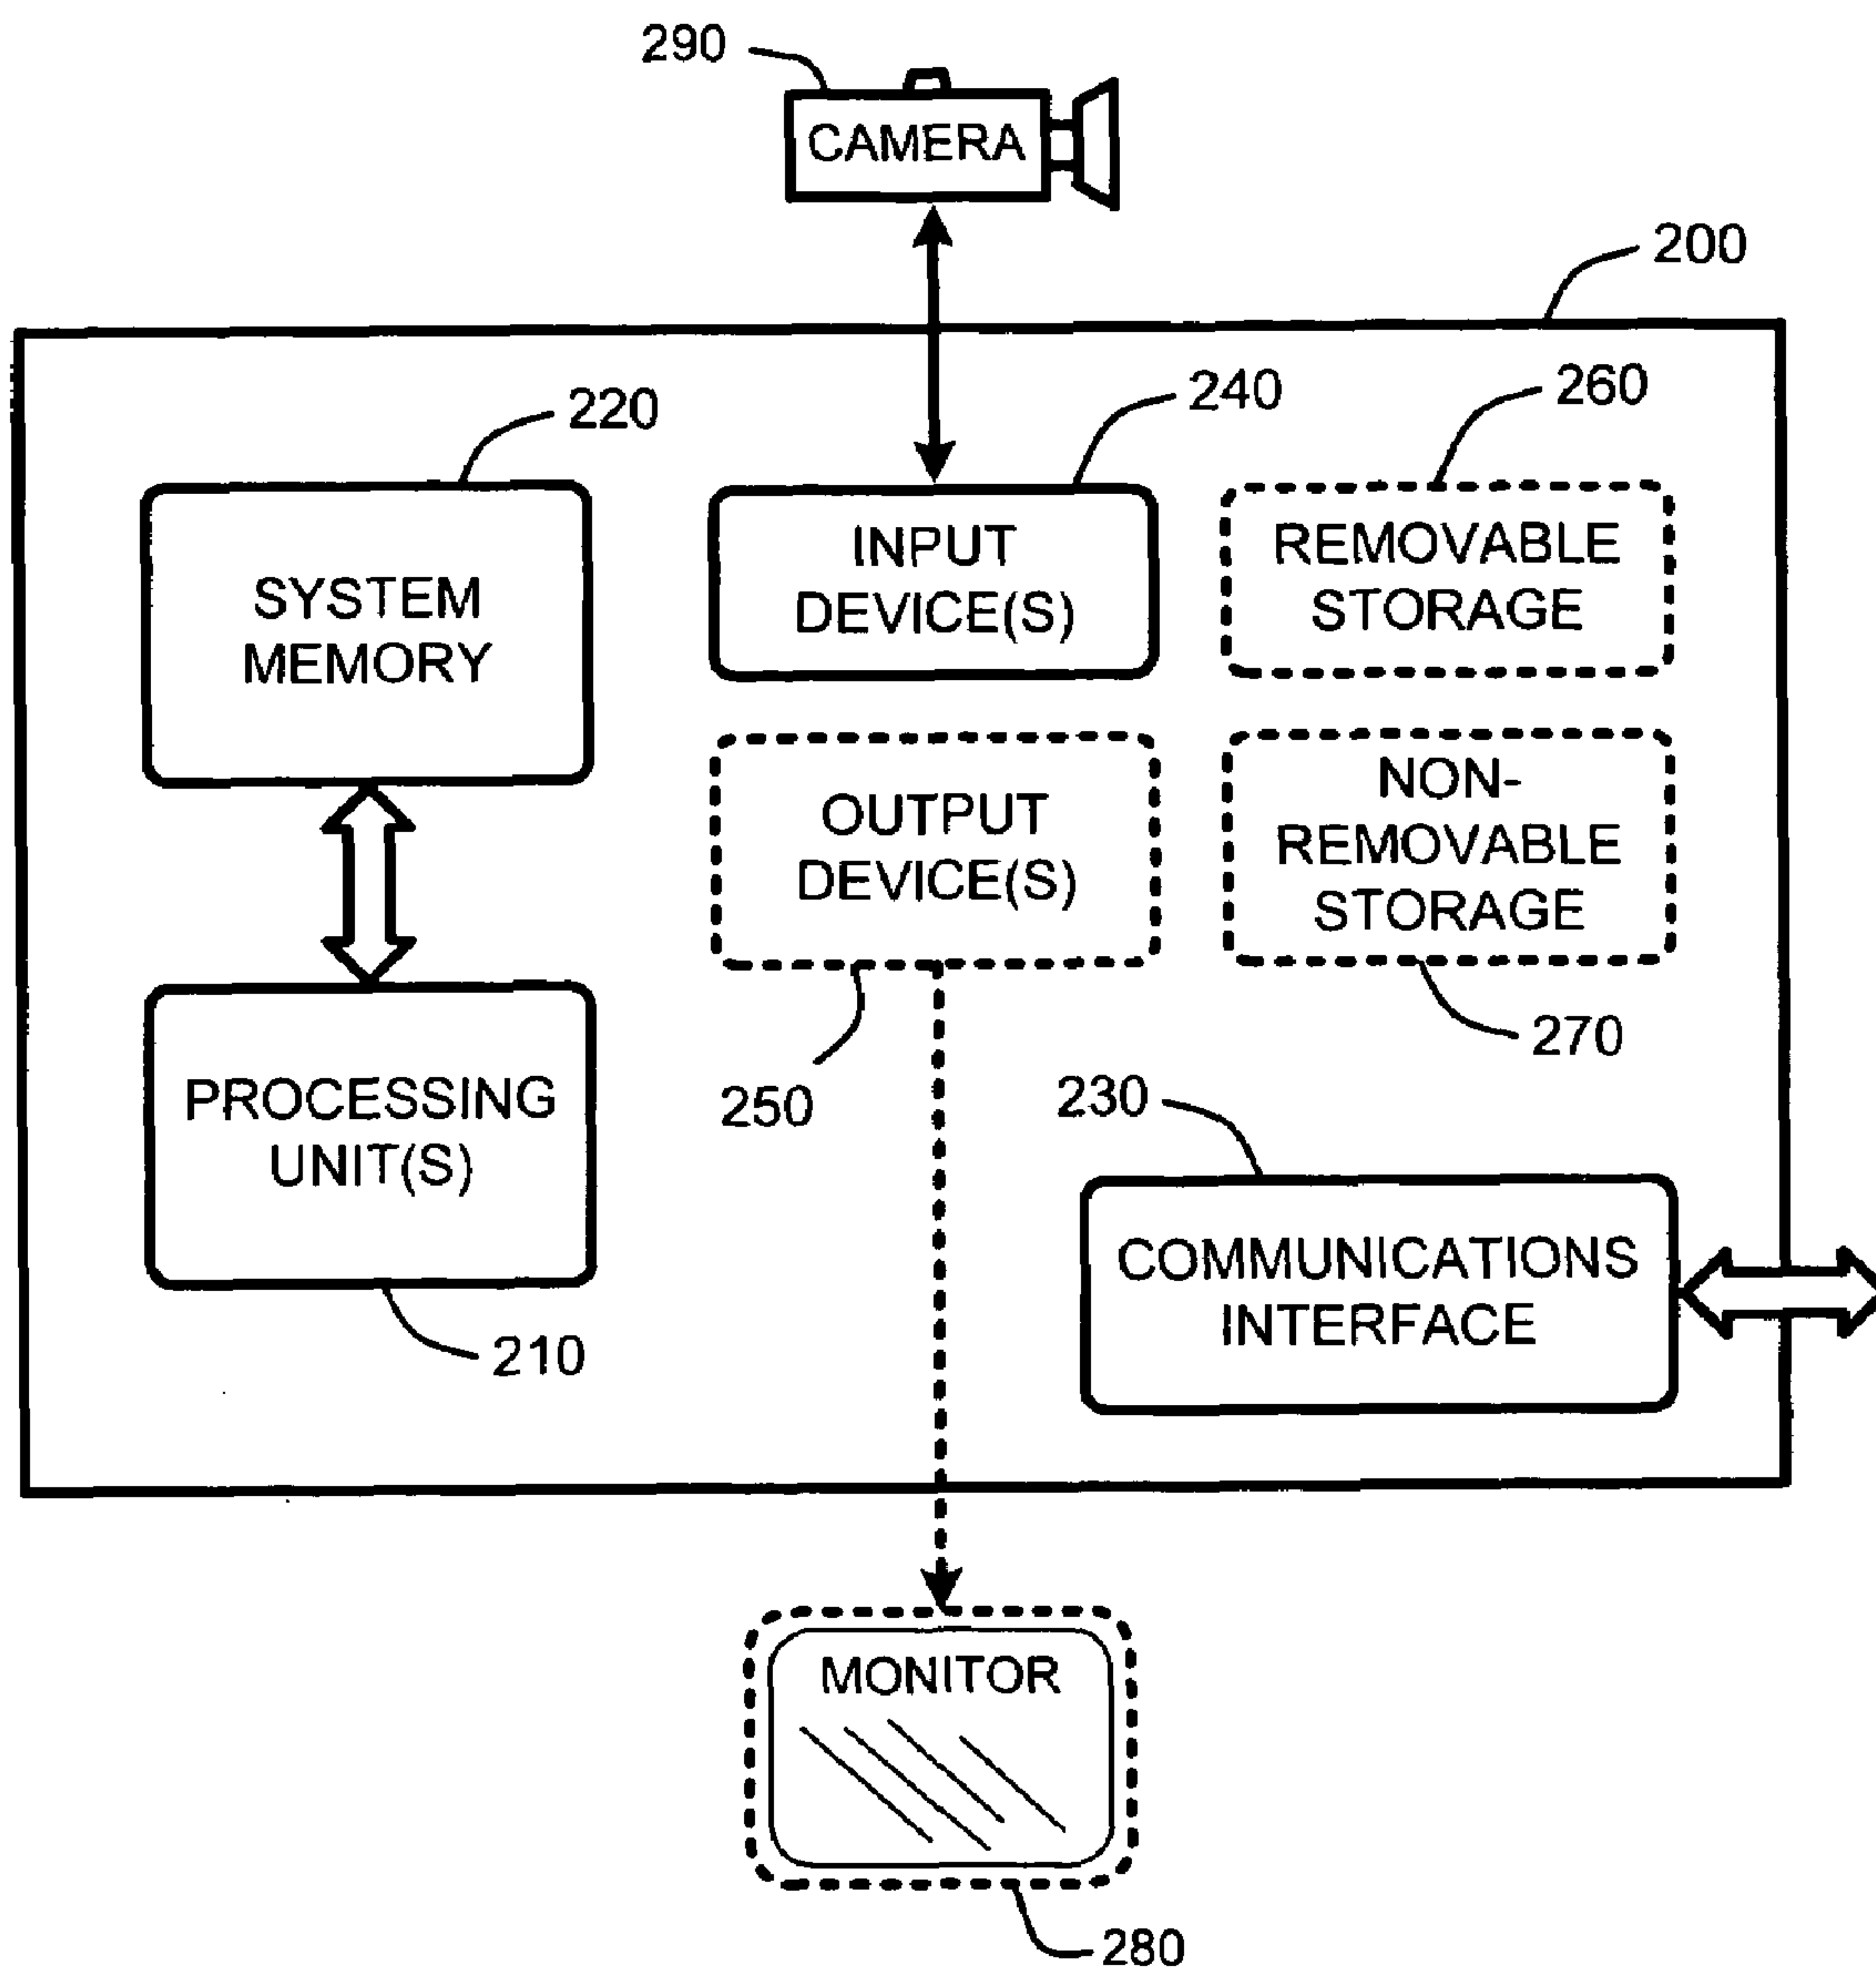 290
CAMERA
200
220
240
260
SYSTEM
MEMORY
INPUT
DEVICE(S)
REMOVABLE
STORAGE
OUTPUT
DEVICE(S)
NON-
REMOVABLE
STORAGE
250
270
PROCESSING
UNIT(S)
210
230
COMMUNICATIONS
INTERFACE
MONITOR
280